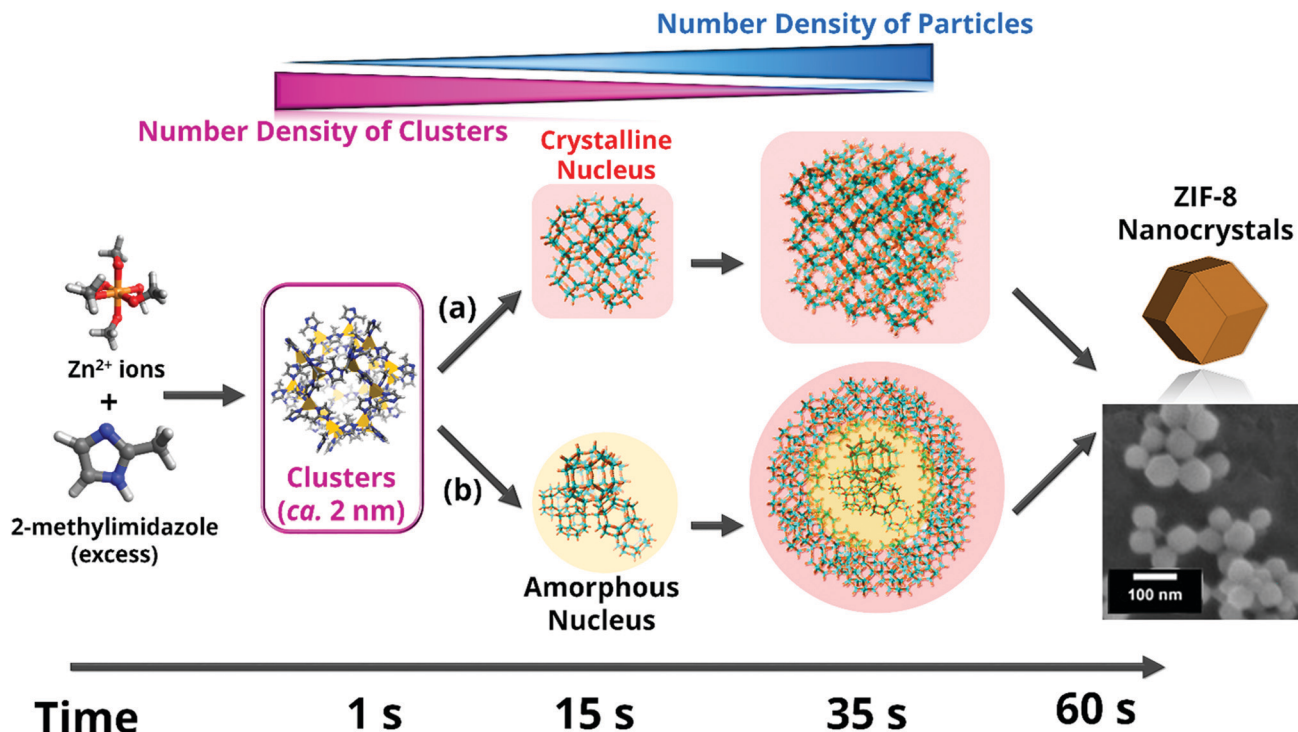 Number Density of Particles
Number Density of Clusters
Crystalline
Nucleus
ZIF-8
Nanocrystals
(a)
Zn²⁺ ions
+
2-methylimidazole
(excess)
Clusters
(ca. 2 nm)
(b)
Amorphous
Nucleus
100 nm
Time
1 s
15 s
35 s
60 s